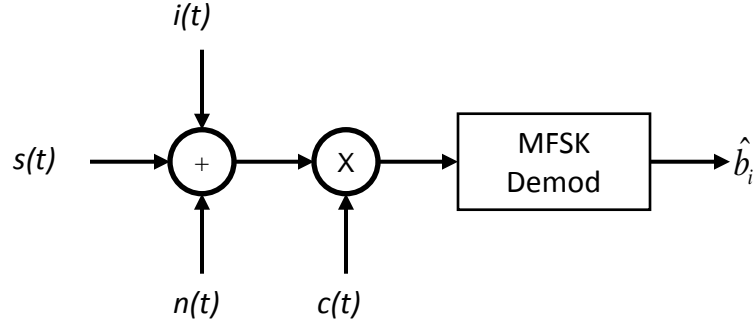 i(t)
s(t)
+
X
MFSK
Demod
b̂ᵢ
n(t)
c(t)